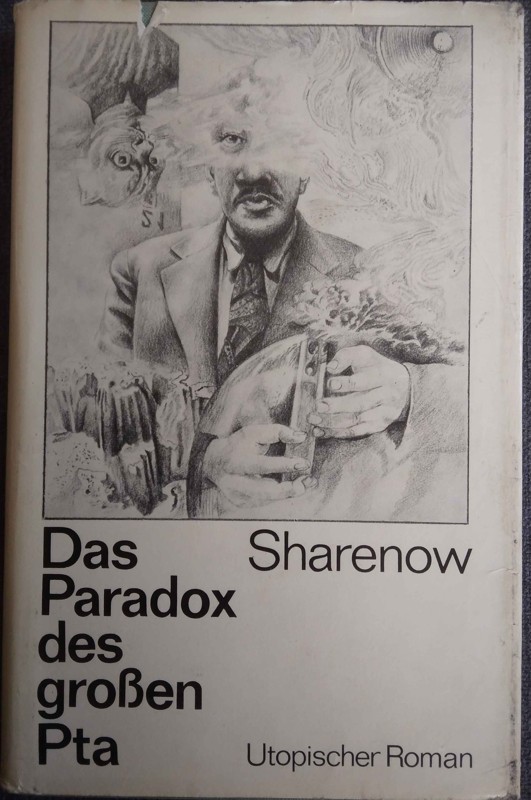 Das
Paradox
des
großen
Pta
Sharenow
Utopischer Roman